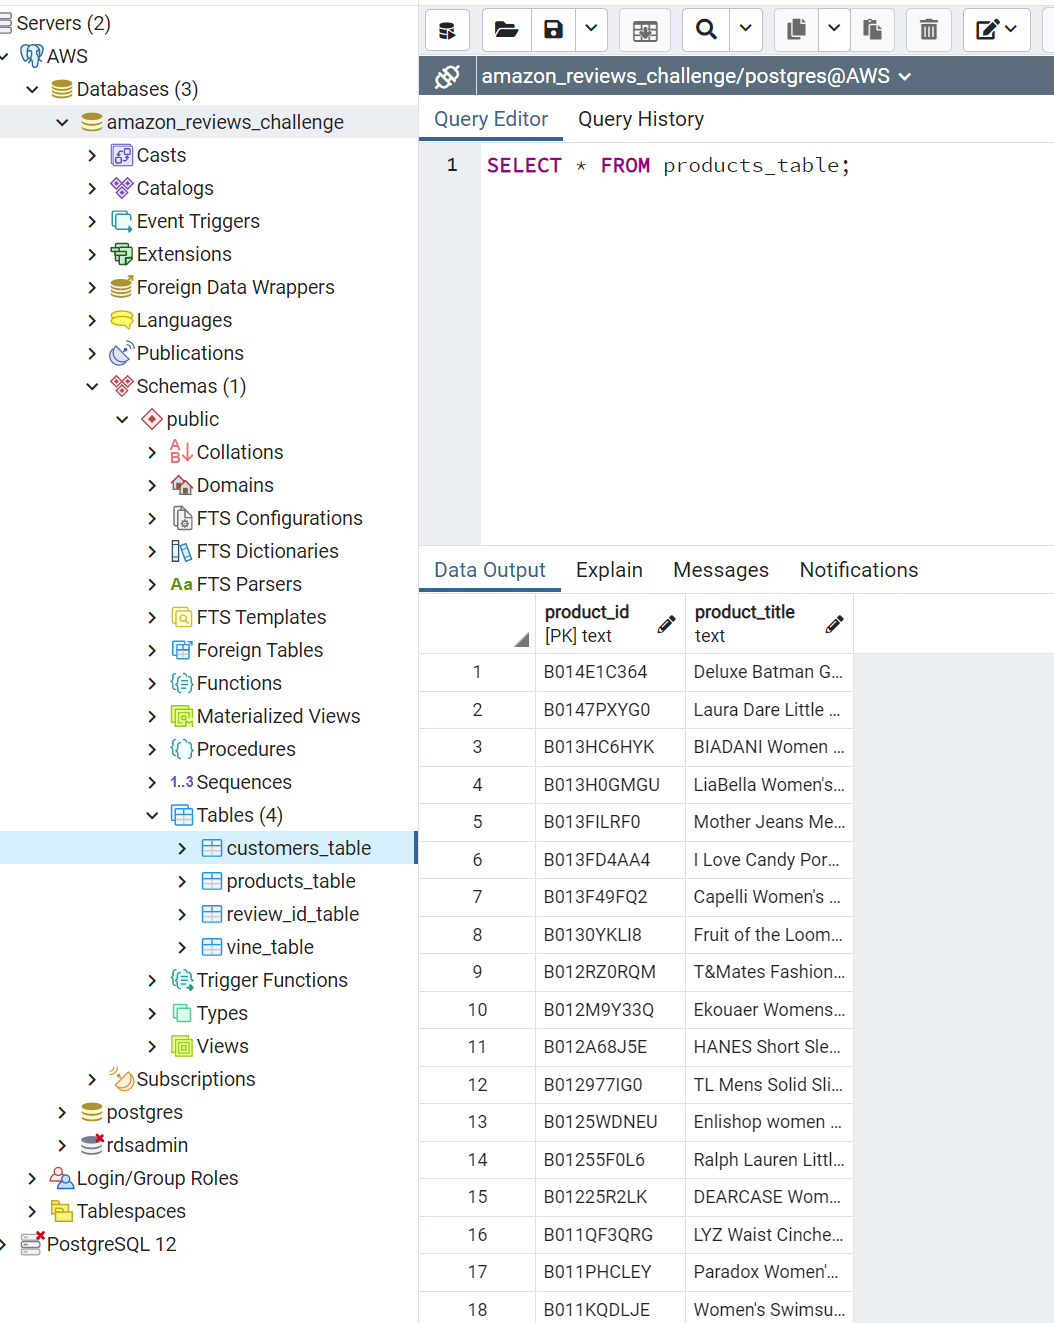 Servers (2)
AWS
Databases (3)
amazon_reviews_challenge
Casts
Catalogs
Event Triggers
Extensions
Foreign Data Wrappers
Languages
Publications
Schemas (1)
public
Collations
Domains
FTS Configurations
FTS Dictionaries
Aa FTS Parsers
FTS Templates
Foreign Tables
Functions
Materialized Views
Procedures
1..3 Sequences
Tables (4)
customers_table
products_table
review_id_table
vine_table
Trigger Functions
Types
Views
Subscriptions
postgres
rdsadmin
Login/Group Roles
Tablespaces
PostgreSQL 12
amazon_reviews_challenge/postgres@AWS
Query Editor Query History
1 SELECT * FROM products_table;
Data Output Explain Messages Notifications
product_id product_title
[PK] text text
1 B014E1C364 Deluxe Batman G...
2 B0147PXYG0 Laura Dare Little ...
3 B013HC6HYK BIADANI Women ...
4 B013H0GMGU LiaBella Women's...
5 B013FILRF0 Mother Jeans Me...
6 B013FD4AA4 I Love Candy Por...
7 B013F49FQ2 Capelli Women's ...
8 B0130YKLI8 Fruit of the Loom...
9 B012RZ0RQM T&Mates Fashion...
10 B012M9Y33Q Ekouaer Womens...
11 B012A68J5E HANES Short Sle...
12 B012977IG0 TL Mens Solid Sli...
13 B0125WDNEU Enlishop women ...
14 B01255F0L6 Ralph Lauren Littl...
15 B01225R2LK DEARCASE Wom...
16 B011QF3QRG LYZ Waist Cinche...
17 B011PHCLEY Paradox Women'...
18 B011KQDLJE Women's Swimsu...